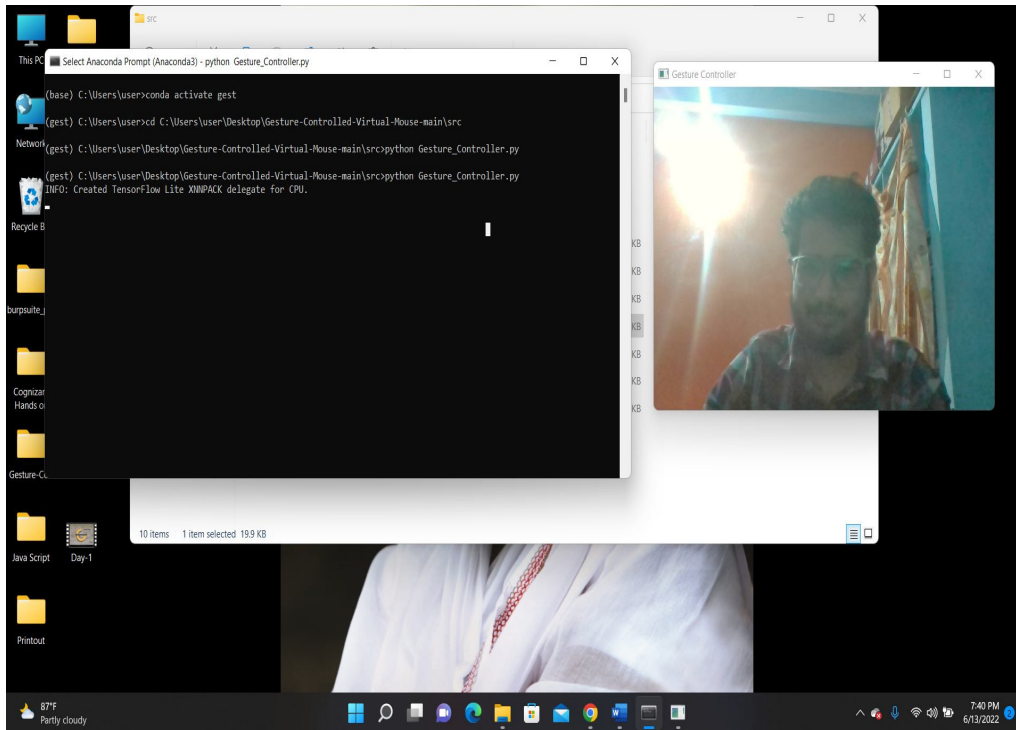 src
This PC
Select Anaconda Prompt (Anaconda3) - python Gesture_Controller.py
Gesture Controller
(base) C:\Users\user>conda activate gest
(gest) C:\Users\user>cd C:\Users\user\Desktop\Gesture-Controlled-Virtual-Mouse-main\src
Network
(gest) C:\Users\user\Desktop\Gesture-Controlled-Virtual-Mouse-main\src>python Gesture_Controller.py
(gest) C:\Users\user\Desktop\Gesture-Controlled-Virtual-Mouse-main\src>python Gesture_Controller.py
INFO: Created TensorFlow Lite XNNPACK delegate for CPU.
Recycle B
KB
KB
KB
burpsuite_
KB
KB
KB
KB
Cognizan
Hands o
Gesture-Co
10 items 1 item selected 19.9 KB
Java Script
Day-1
Printout
87°F
Partly cloudy
7:40 PM
6/13/2022
2